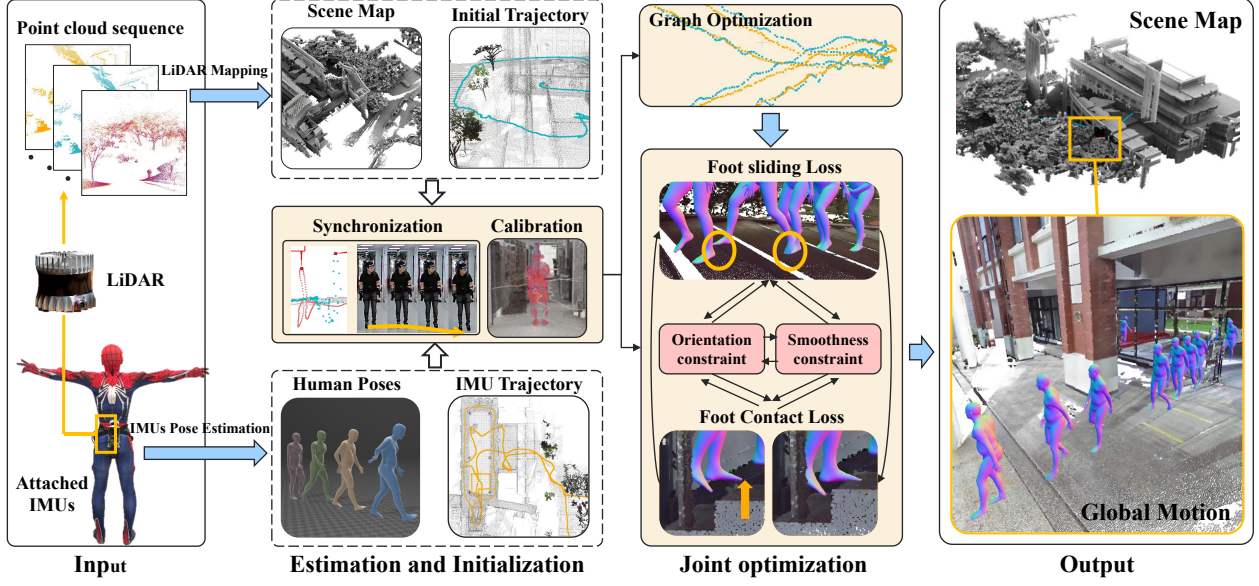 Point cloud sequence
LiDAR
Attached
IMUs
Input
LiDAR Mapping
IMUs Pose Estimation
Scene Map
Initial Trajectory
Synchronization
Calibration
Human Poses
IMU Trajectory
Estimation and Initialization
Graph Optimization
Foot sliding Loss
Orientation
constraint
Smoothness
constraint
Foot Contact Loss
Joint optimization
Scene Map
Global Motion
Output